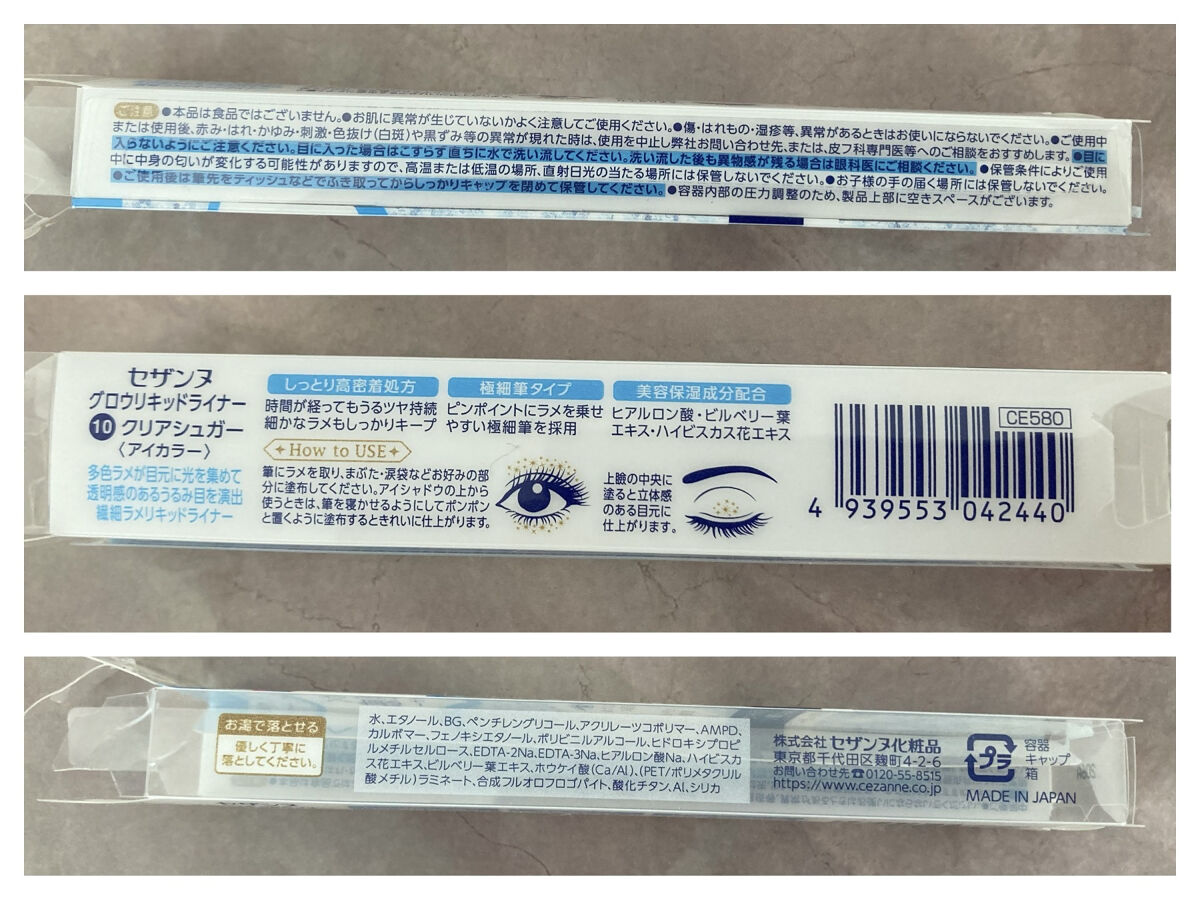 ご注意 ●本品は食品ではございません。●お肌に異常が生じていないかよく注意してご使用ください。●傷・はれもの・湿疹等、異常があるときはお使いにならないでください。●ご使用中
または使用後、赤み・はれ・かゆみ・刺激・色抜け(白斑)や黒ずみ等の異常が現れた時は、使用を中止し弊社お問い合わせ先、または、皮フ科専門医等へのご相談をおすすめします。●目に
入らないようにご注意ください。目に入った場合はこすらず直ちに水で洗い流してください。洗い流した後も異物感が残る場合は眼科医にご相談ください。●保管条件によりご使用
中に中身の匂いが変化する可能性がありますので、高温または低温の場所、直射日光の当たる場所には保管しないでください。●お子様の手の届く場所には保管しないでください。
●ご使用後は筆先をティッシュなどでふき取ってからしっかりキャップを閉めて保管してください。●容器内部の圧力調整のため、製品上部に空きスペースがございます。
セザンヌ
グロウリキッドライナー
10 クリアシュガー
〈アイカラー〉
多色ラメが目元に光を集めて
透明感のあるうるみ目を演出
繊細ラメリキッドライナー
しっとり高密着処方
時間が経ってもうるツヤ持続
細かなラメもしっかりキープ
極細筆タイプ
ピンポイントにラメを乗せ
やすい極細筆を採用
美容保湿成分配合
ヒアルロン酸・ビルベリー葉
エキス・ハイビスカス花エキス
How to USE
筆にラメを取り、まぶた・涙袋などお好みの部
分に塗布してください。アイシャドウの上から
使うときは、筆を寝かせるようにしてポンポン
と置くように塗布するときれいに仕上がります。
上瞼の中央に
塗ると立体感
のある目元に
仕上がります。
CE580
4 939553 042440
お湯で落とせる
優しく丁寧に
落としてください。
水、エタノール、BG、ペンチレングリコール、アクリレーツコポリマー、AMPD、
カルボマー、フェノキシエタノール、ポリビニルアルコール、ヒドロキシプロピ
ルメチルセルロース、EDTA-2Na、EDTA-3Na、ヒアルロン酸Na、ハイビスカ
ス花エキス、ビルベリー葉エキス、ホウケイ酸(Ca/Al)、(PET/ポリメタクリル
酸メチル)ラミネート、合成フルオロフロゴパイト、酸化チタン、Al、シリカ
株式会社 セザンヌ化粧品
東京都千代田区麹町4-2-6
お問い合わせ先☎0120-55-8515
https://www.cezanne.co.jp
プラ
容器
キャップ
箱
MADE IN JAPAN